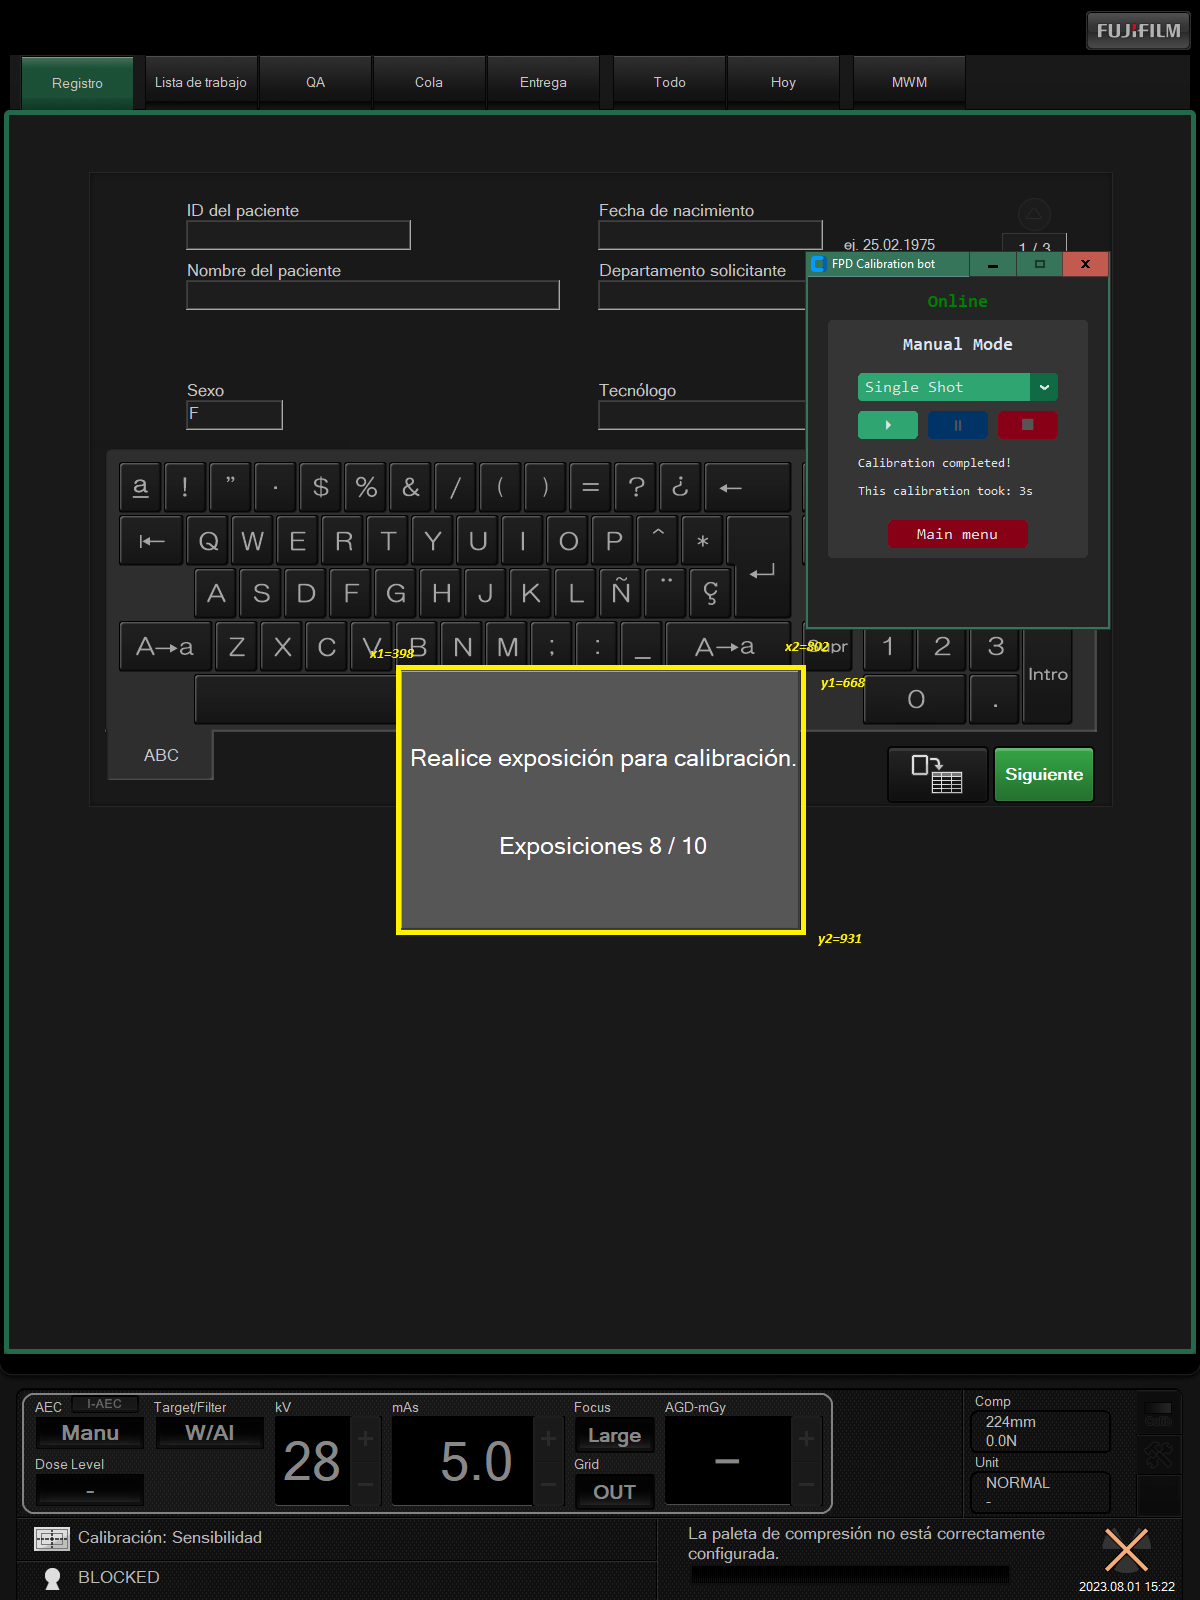 FUJIFILM
Registro
Lista de trabajo
QA
Cola
Entrega
Todo
Hoy
MWM
ID del paciente
Fecha de nacimiento
ej. 25.02.1975
1 / 3
Nombre del paciente
Departamento solicitante
Sexo
F
Tecnólogo
FPD Calibration bot
Online
Manual Mode
Single Shot
Calibration completed!
This calibration took: 3s
Main menu
a ! " · $ % & / ( ) = ? ¿ ←
Q W E R T Y U I O P ^ *
A S D F G H J K L Ñ ¨ ç
A→a Z X C V B N M ; : _ A→a
1 2 3
0 . Intro
x1=398
x2=802
y1=668
ABC
Realice exposición para calibración.
Exposiciones 8 / 10
y2=931
Siguiente
AEC
I-AEC
Manu
Dose Level
-
Target/Filter
W/Al
kV
28
+
−
mAs
5.0
+
−
Focus
Large
Grid
OUT
AGD-mGy
−
+
−
Comp
224mm
0.0N
Unit
NORMAL
-
Calibración: Sensibilidad
BLOCKED
La paleta de compresión no está correctamente
configurada.
2023.08.01 15:22